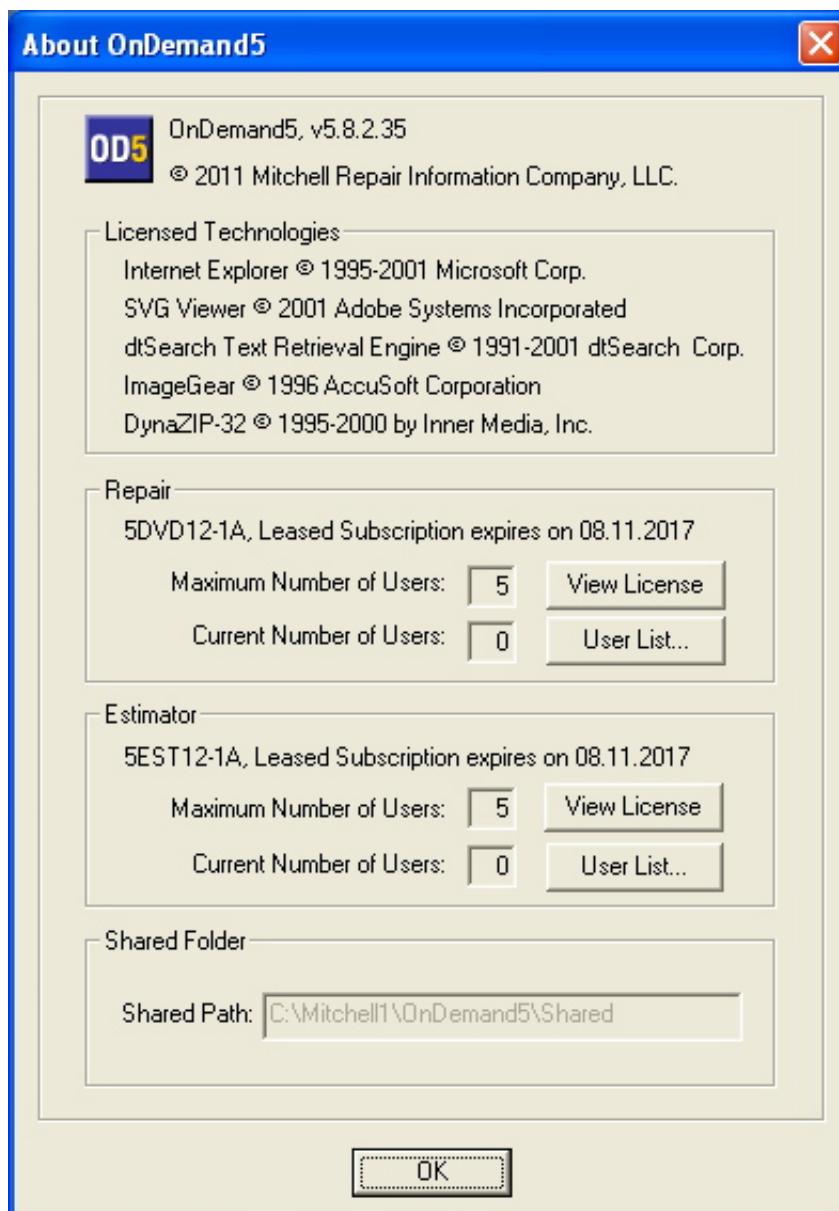 About OnDemand5
OD5
OnDemand5, v5.8.2.35
© 2011 Mitchell Repair Information Company, LLC.
Licensed Technologies
Internet Explorer © 1995-2001 Microsoft Corp.
SVG Viewer © 2001 Adobe Systems Incorporated
dtSearch Text Retrieval Engine © 1991-2001 dtSearch Corp.
ImageGear © 1996 AccuSoft Corporation
DynaZIP-32 © 1995-2000 by Inner Media, Inc.
Repair
5DVD12-1A, Leased Subscription expires on 08.11.2017
Maximum Number of Users: 5 View License
Current Number of Users: 0 User List...
Estimator
5EST12-1A, Leased Subscription expires on 08.11.2017
Maximum Number of Users: 5 View License
Current Number of Users: 0 User List...
Shared Folder
Shared Path: C:\Mitchell1\OnDemand5\Shared
OK